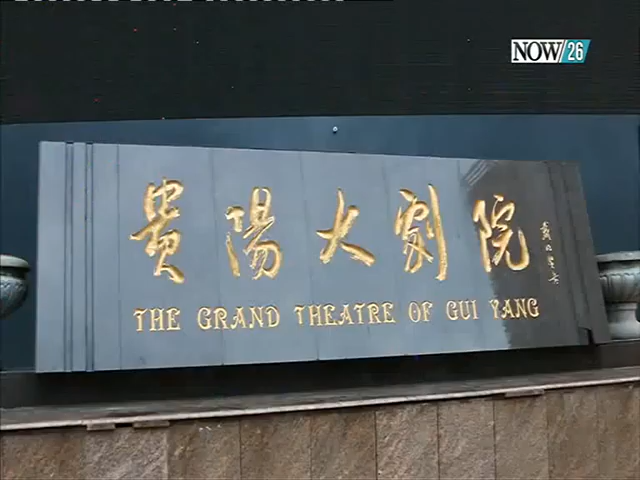 NOW 26
貴陽大劇院
THE GRAND THEATRE OF GUI YANG